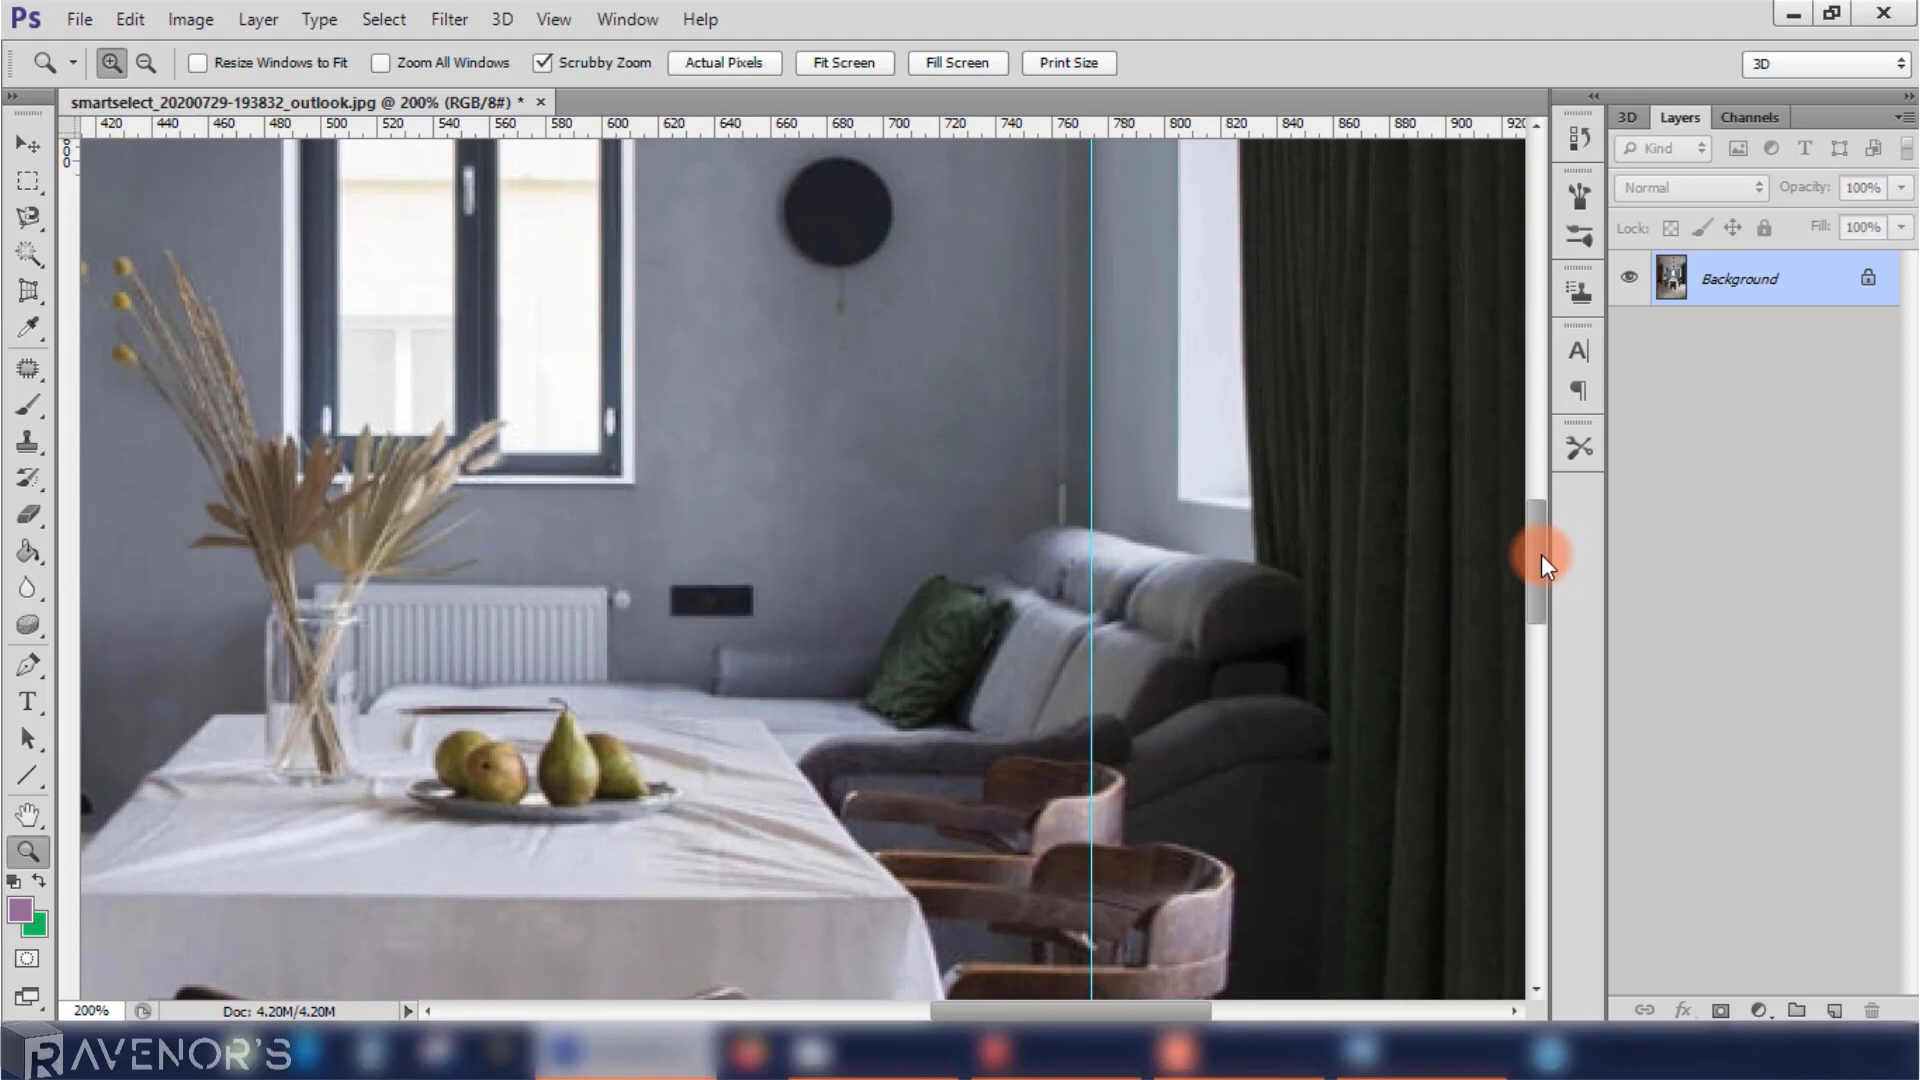 Ps File Edit Image Layer Type Select Filter 3D View Window Help
Resize Windows to Fit Zoom All Windows Scrubby Zoom Actual Pixels Fit Screen Fill Screen Print Size 3D
smartselect_20200729-193832_outlook.jpg @ 200% (RGB/8#) * ×
420 440 460 480 500 520 540 560 580 600 620 640 660 680 700 720 740 760 780 800 820 840 860 880 900 920
3D Layers Channels
Kind
Normal Opacity: 100%
Lock: Fill: 100%
Background
200% Doc: 4.20M/4.20M
RAVENOR'S